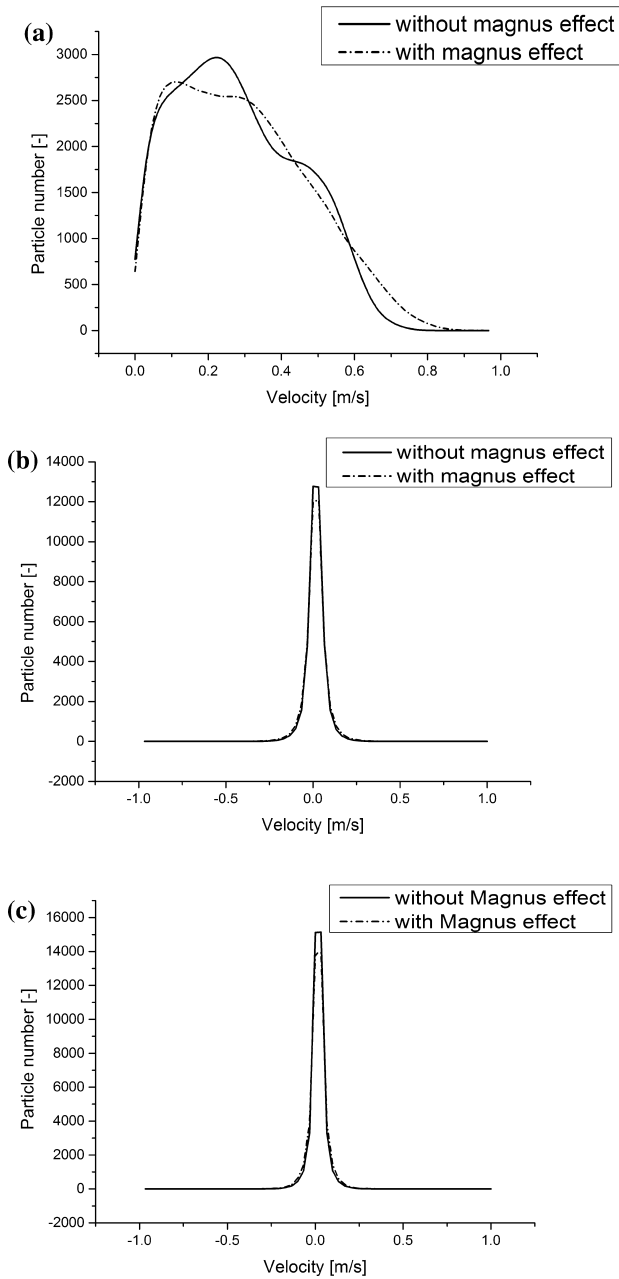 (a)
without magnus effect
with magnus effect
3000
2500
2000
1500
1000
500
0
Particle number [-]
0.0 0.2 0.4 0.6 0.8 1.0
Velocity [m/s]
(b)
without magnus effect
with magnus effect
14000
12000
10000
8000
6000
4000
2000
0
-2000
Particle number [-]
-1.0 -0.5 0.0 0.5 1.0
Velocity [m/s]
(c)
without Magnus effect
with Magnus effect
16000
14000
12000
10000
8000
6000
4000
2000
0
-2000
Particle number [-]
-1.0 -0.5 0.0 0.5 1.0
Velocity [m/s]